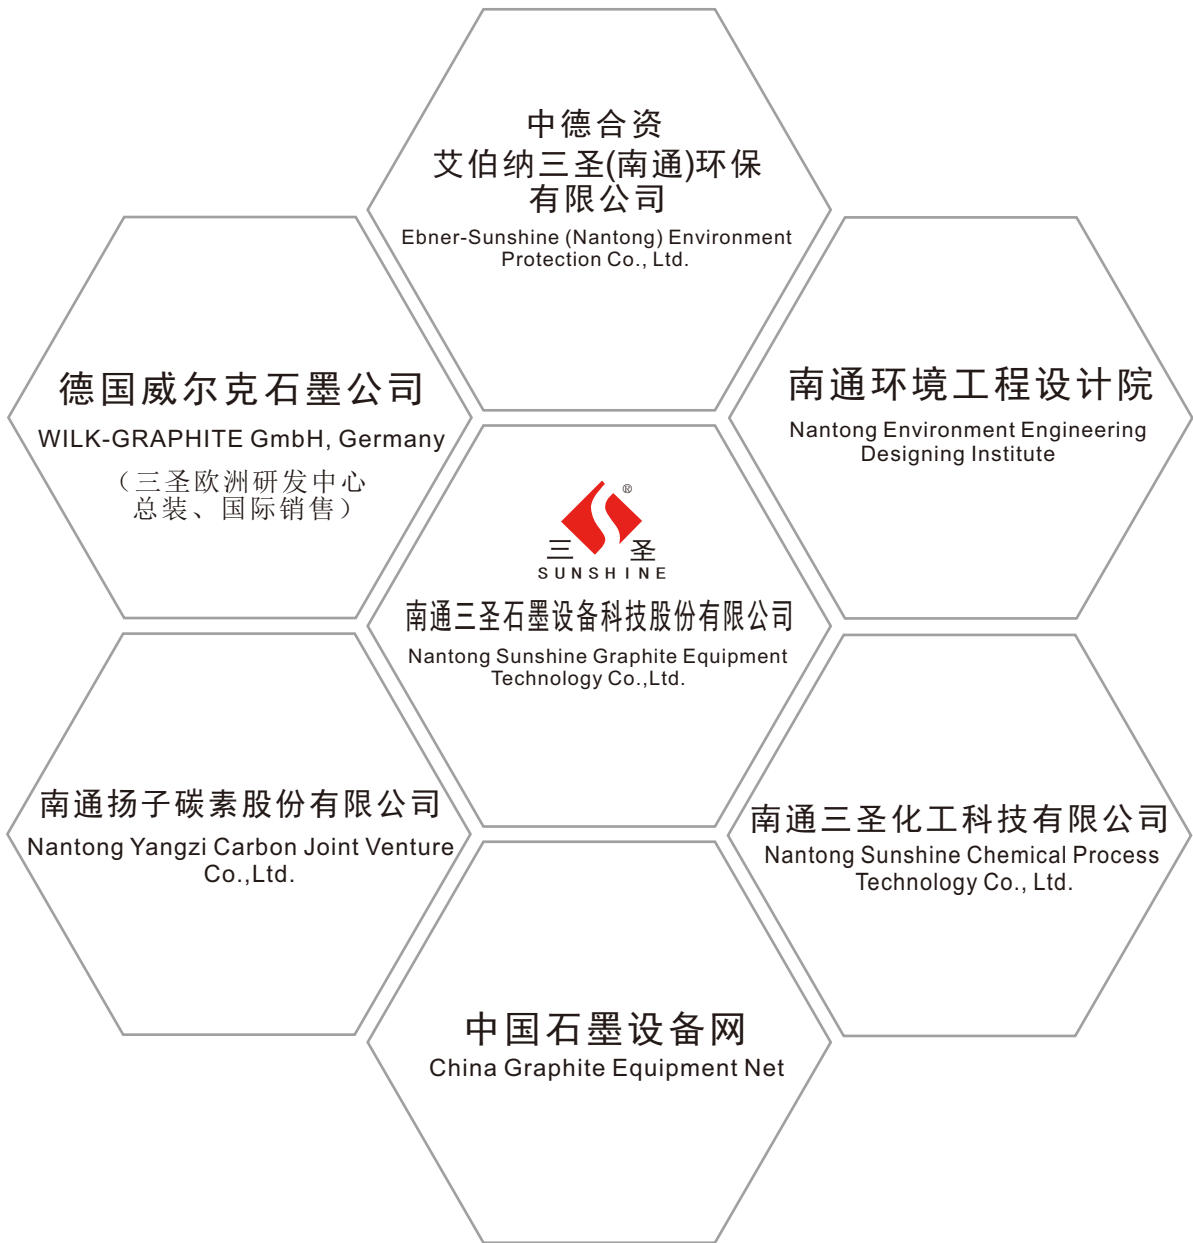 中德合资
艾伯纳三圣(南通)环保
有限公司
Ebner-Sunshine (Nantong) Environment
Protection Co., Ltd.
德国威尔克石墨公司
WILK-GRAPHITE GmbH, Germany
（三圣欧洲研发中心
总装、国际销售）
南通环境工程设计院
Nantong Environment Engineering
Designing Institute
®
三 圣
SUNSHINE
南通三圣石墨设备科技股份有限公司
Nantong Sunshine Graphite Equipment
Technology Co.,Ltd.
南通扬子碳素股份有限公司
Nantong Yangzi Carbon Joint Venture
Co.,Ltd.
南通三圣化工科技有限公司
Nantong Sunshine Chemical Process
Technology Co., Ltd.
中国石墨设备网
China Graphite Equipment Net